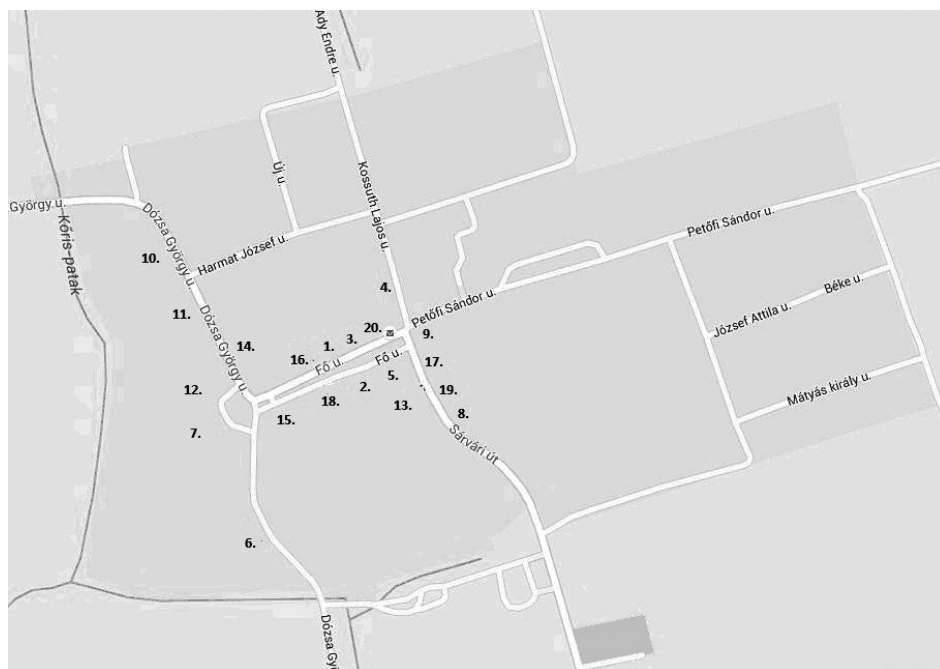 Ady Endre u.
Kossuth Lajos u.
Új u.
György u.
Dózsa György u.
Kőris-patak
Harmat József u.
Petőfi Sándor u.
10.
4.
Béke u.
11.
Dózsa György u.
Petőfi Sándor u.
József Attila u.
20.
9.
14.
1.
3.
16.
Fő u.
Fő u.
17.
12.
2.
5.
19.
Mátyás király u.
18.
13.
8.
15.
7.
Sárvári út
6.
Dózsa Gyö